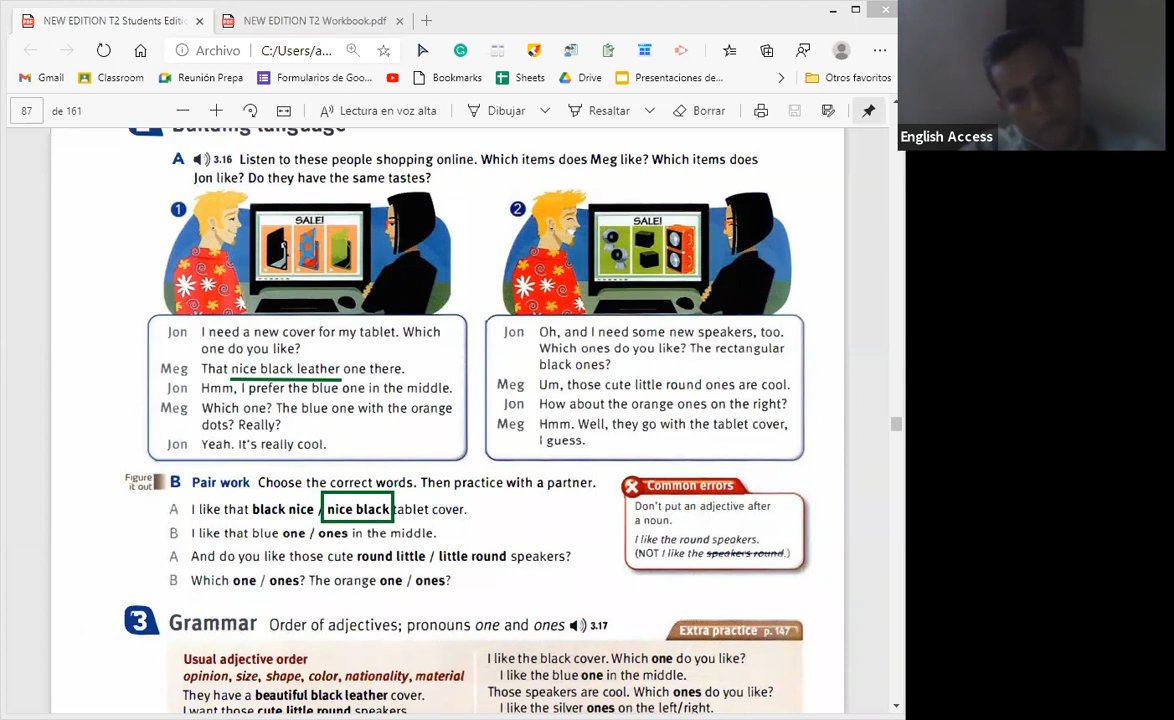 NEW EDITION T2 Students Editi
NEW EDITION T2 Workbook.pdf
Archivo
C:/Users/a...
Gmail
Classroom
Reunión Prepa
Formularios de Goo...
Bookmarks
Sheets
Drive
Presentaciones de...
Otros favoritos
87 de 161
Lectura en voz alta
Dibujar
Resaltar
Borrar
English Access
Building language
A 3.16 Listen to these people shopping online. Which items does Meg like? Which items does
Jon like? Do they have the same tastes?
1
SALE!
2
SALE!
Jon I need a new cover for my tablet. Which
one do you like?
Meg That nice black leather one there.
Jon Hmm, I prefer the blue one in the middle.
Meg Which one? The blue one with the orange
dots? Really?
Jon Yeah. It's really cool.
Jon Oh, and I need some new speakers, too.
Which ones do you like? The rectangular
black ones?
Meg Um, those cute little round ones are cool.
Jon How about the orange ones on the right?
Meg Hmm. Well, they go with the tablet cover,
I guess.
Figure
it out
B Pair work Choose the correct words. Then practice with a partner.
A I like that black nice / nice black tablet cover.
B I like that blue one / ones in the middle.
A And do you like those cute round little / little round speakers?
B Which one / ones? The orange one / ones?
Common errors
Don't put an adjective after
a noun.
I like the round speakers.
(NOT I like the speakers round.)
3 Grammar Order of adjectives; pronouns one and ones 3.17
Extra practice p. 147
Usual adjective order
opinion, size, shape, color, nationality, material
They have a beautiful black leather cover.
I want those cute little round speakers.
I like the black cover. Which one do you like?
I like the blue one in the middle.
Those speakers are cool. Which ones do you like?
I like the silver ones on the left/right.